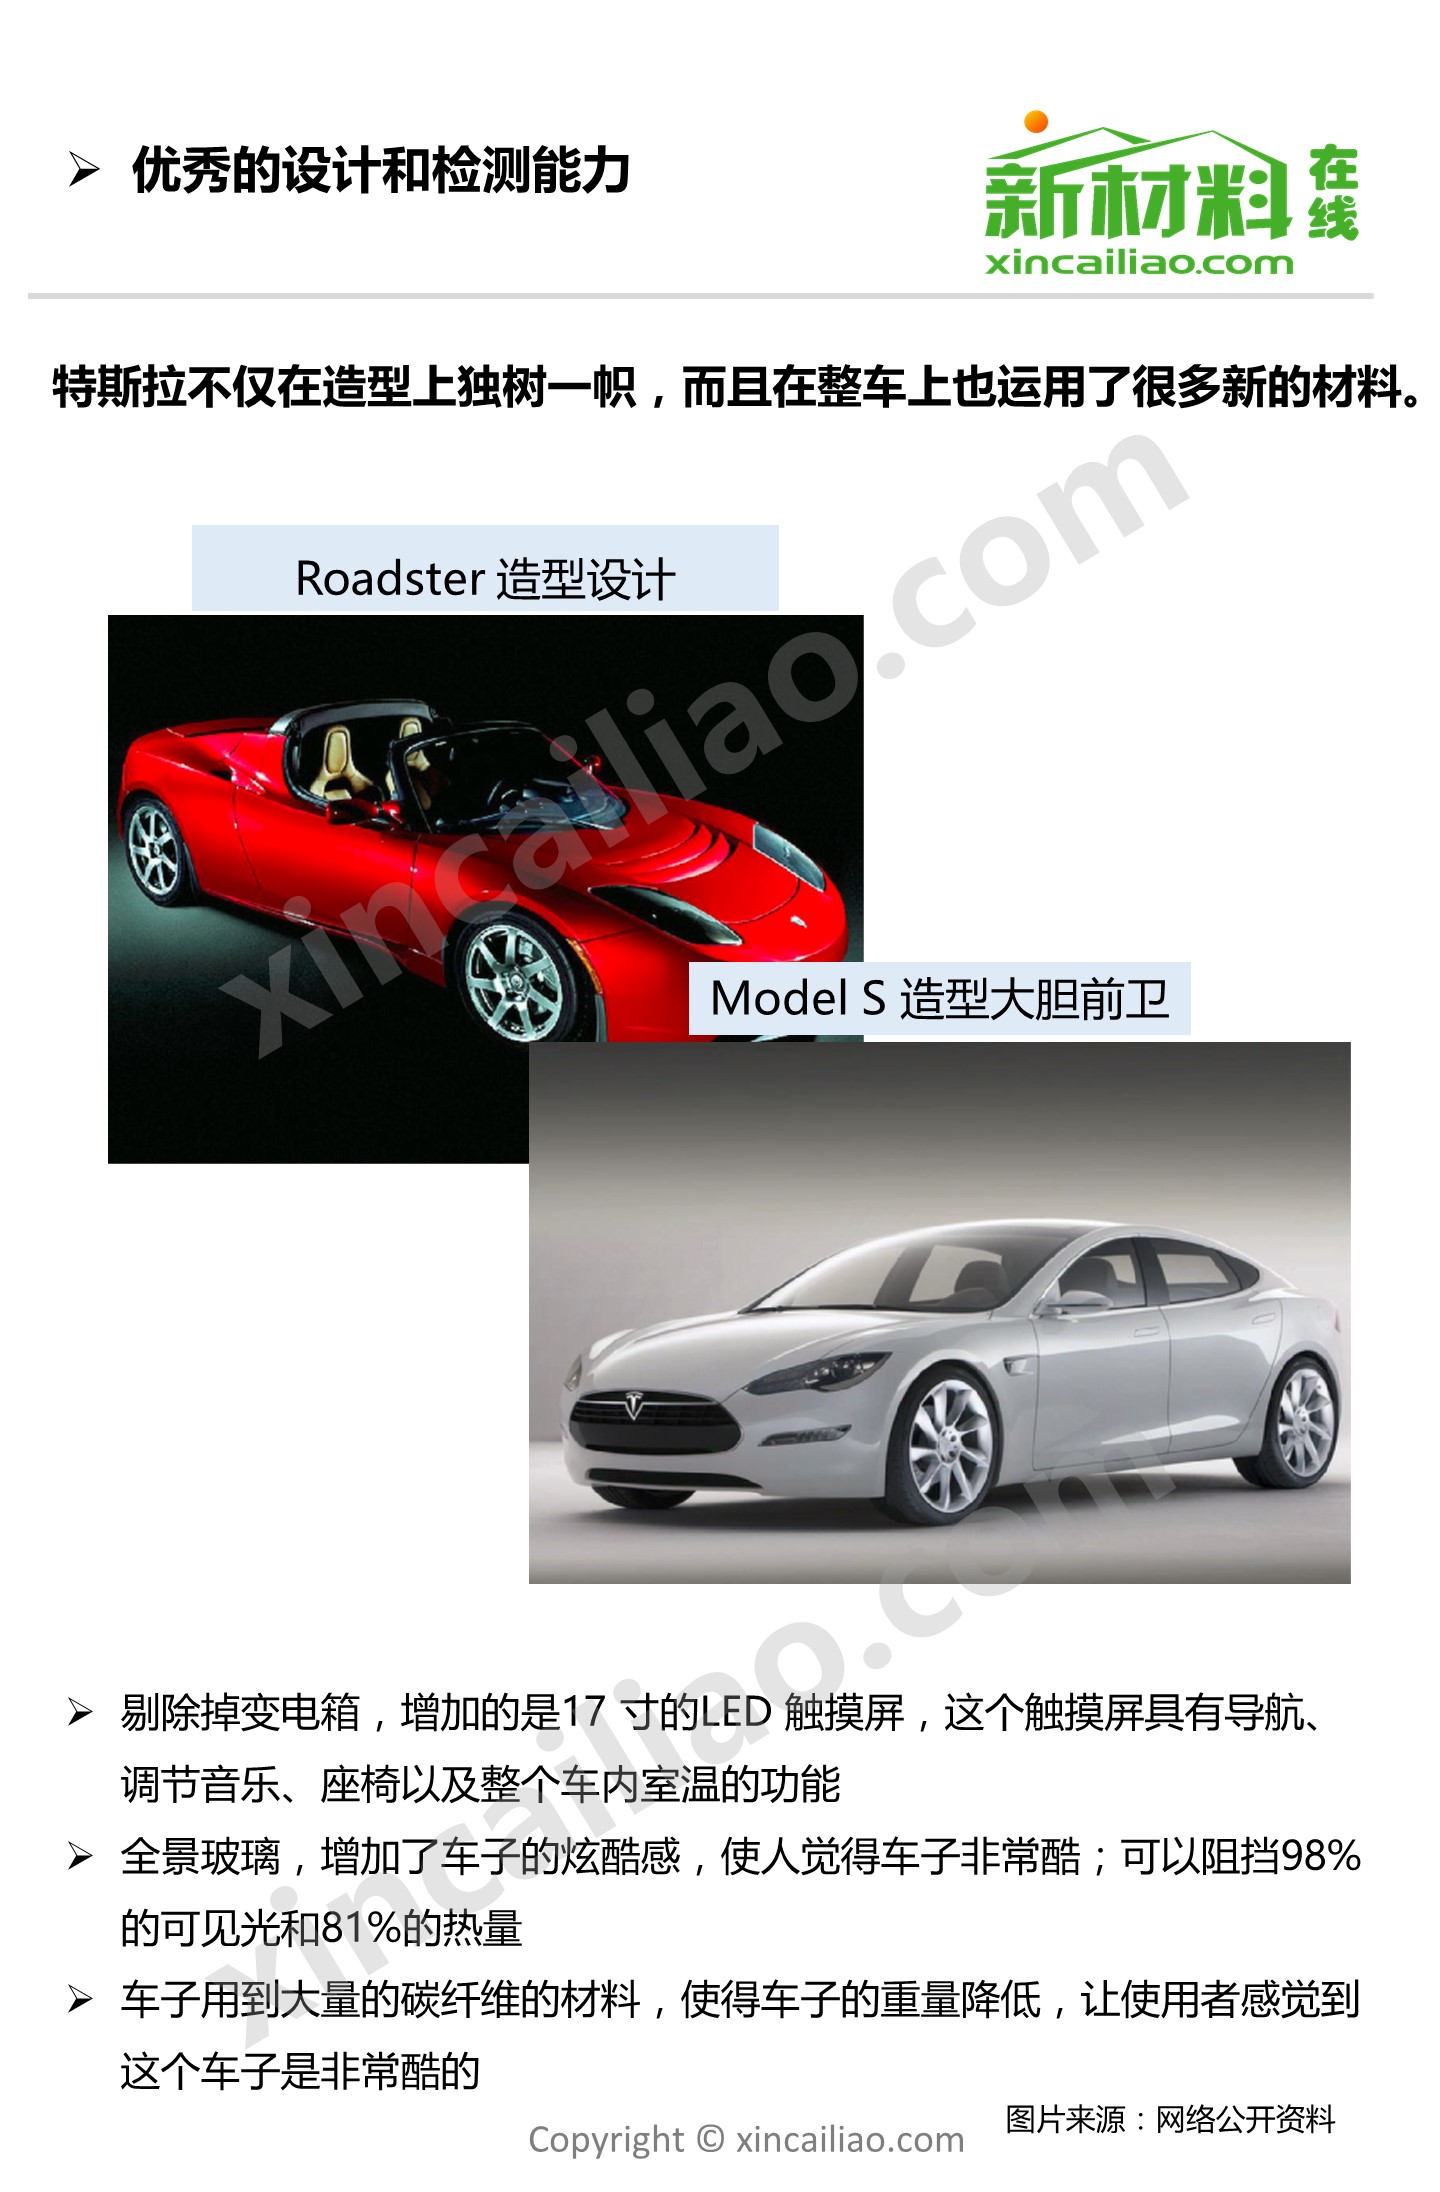 优秀的设计和检测能力
新材料在线
xincailiao.com
特斯拉不仅在造型上独树一帜，而且在整车上也运用了很多新的材料。
Roadster 造型设计
Model S 造型大胆前卫
xincailiao.com
xincailiao.com
剔除掉变电箱，增加的是17 寸的LED 触摸屏，这个触摸屏具有导航、
调节音乐、座椅以及整个车内室温的功能
全景玻璃，增加了车子的炫酷感，使人觉得车子非常酷；可以阻挡98%
的可见光和81%的热量
车子用到大量的碳纤维的材料，使得车子的重量降低，让使用者感觉到
这个车子是非常酷的
图片来源：网络公开资料
Copyright © xincailiao.com